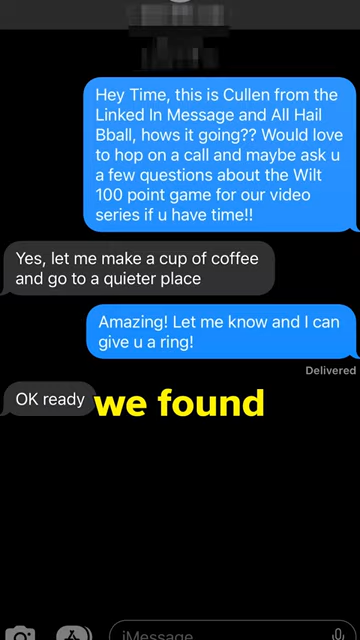 Hey Time, this is Cullen from the
Linked In Message and All Hail
Bball, hows it going?? Would love
to hop on a call and maybe ask u
a few questions about the Wilt
100 point game for our video
series if u have time!!
Yes, let me make a cup of coffee
and go to a quieter place
Amazing! Let me know and I can
give u a ring!
Delivered
OK ready
we found
iMessage